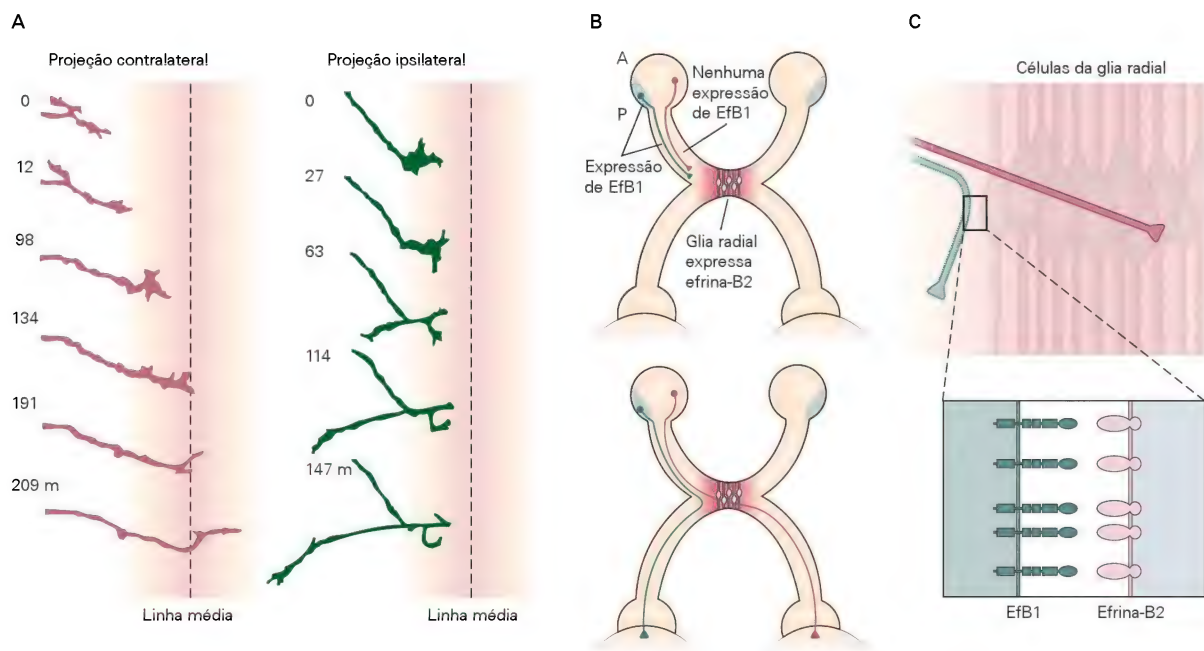 A
Projeção contralateral
0
12
98
134
191
209 m
Linha média
Projeção ipsilateral
0
27
63
114
147 m
Linha média
B
A
P
Nenhuma
expressão
de EfB1
Expressão
de EfB1
Glia radial
expressa
efrina-B2
C
Células da glia radial
EfB1
Efrina-B2